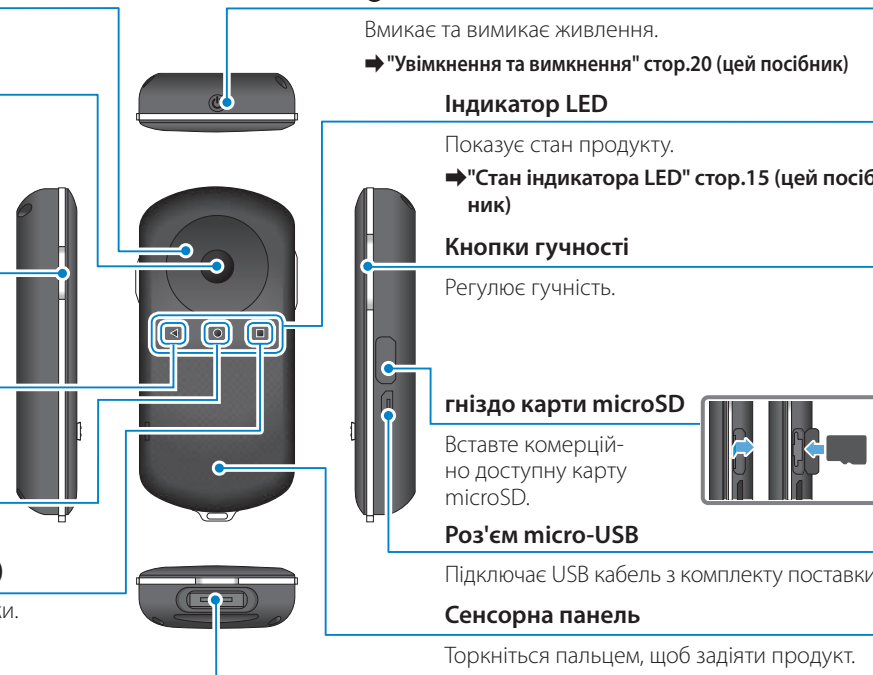 Вмикає та вимикає живлення.
➡"Увімкнення та вимкнення" стор.20 (цей посібник)
Індикатор LED
Показує стан продукту.
➡"Стан індикатора LED" стор.15 (цей посіб
ник)
Кнопки гучності
Регулює гучність.
гніздо карти microSD
Вставте комерцій-
но доступну карту
microSD.
Роз'єм micro-USB
Підключає USB кабель з комплекту поставки
Сенсорна панель
Торкніться пальцем, щоб задіяти продукт.
)
ки.